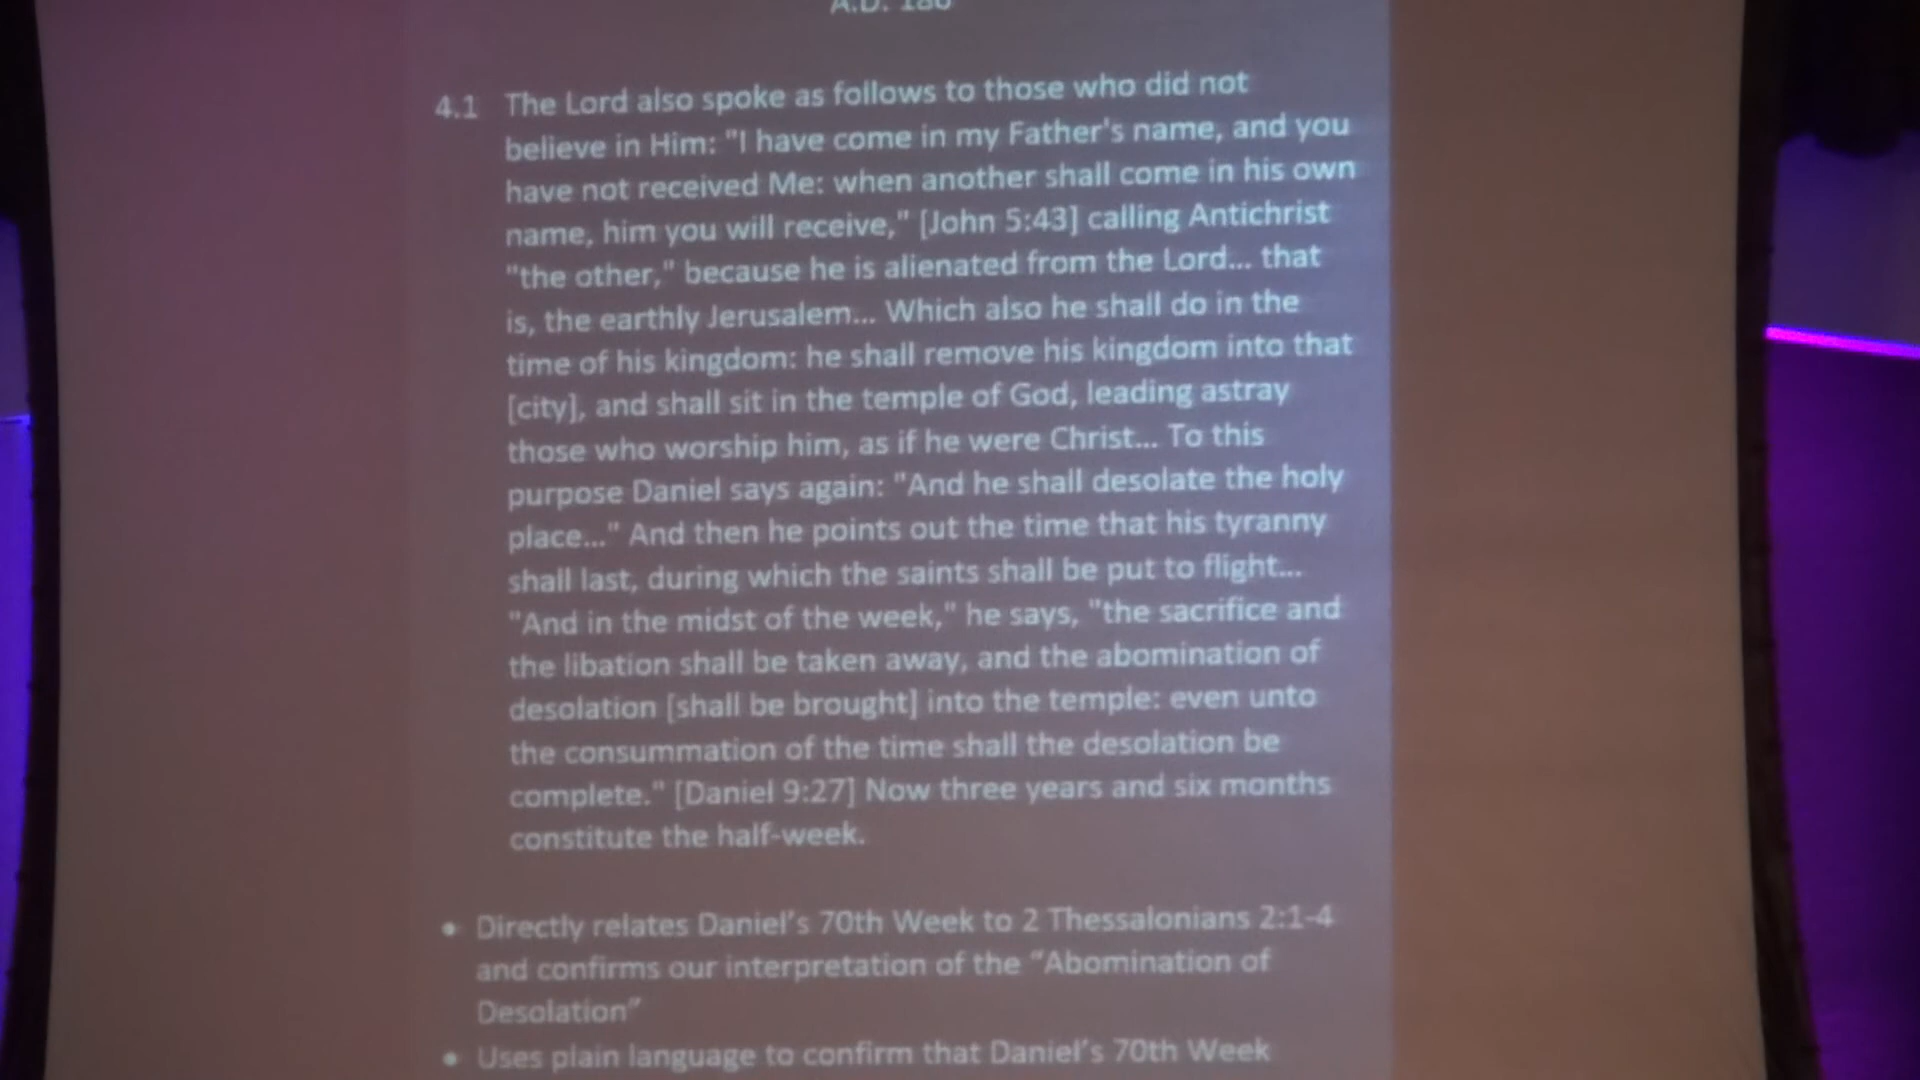 A.D. 180
4.1 The Lord also spoke as follows to those who did not
believe in Him: "I have come in my Father's name, and you
have not received Me: when another shall come in his own
name, him you will receive," [John 5:43] calling Antichrist
"the other," because he is alienated from the Lord... that
is, the earthly Jerusalem... Which also he shall do in the
time of his kingdom: he shall remove his kingdom into that
[city], and shall sit in the temple of God, leading astray
those who worship him, as if he were Christ... To this
purpose Daniel says again: "And he shall desolate the holy
place..." And then he points out the time that his tyranny
shall last, during which the saints shall be put to flight...
"And in the midst of the week," he says, "the sacrifice and
the libation shall be taken away, and the abomination of
desolation [shall be brought] into the temple: even unto
the consummation of the time shall the desolation be
complete." [Daniel 9:27] Now three years and six months
constitute the half-week.
• Directly relates Daniel's 70th Week to 2 Thessalonians 2:1-4
and confirms our interpretation of the "Abomination of
Desolation"
• Uses plain language to confirm that Daniel's 70th Week